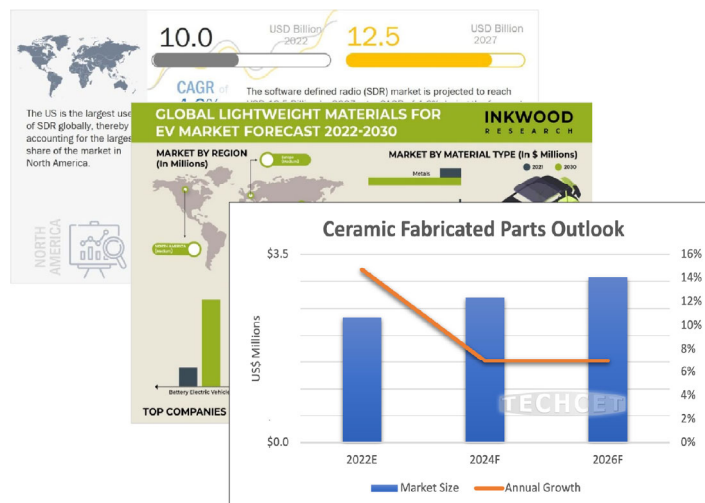 10.0
USD Billion
2022
12.5
USD Billion
2027
CAGR of
The software defined radio (SDR) market is projected to reach
The US is the largest use
of SDR globally, thereby
accounting for the larges
share of the market in
North America.
NORTH
AMERICA
GLOBAL LIGHTWEIGHT MATERIALS FOR
EV MARKET FORECAST 2022-2030
INKWOOD
RESEARCH
MARKET BY REGION
(In Millions)
MARKET BY MATERIAL TYPE (In $ Millions)
2021
2030
Metals
Battery Electric Vehicle
TOP COMPANIES
Ceramic Fabricated Parts Outlook
$3.5
$0.0
US$ Millions
16%
14%
12%
10%
8%
6%
4%
2%
0%
TECHCET
2022E
2024F
2026F
Market Size
Annual Growth